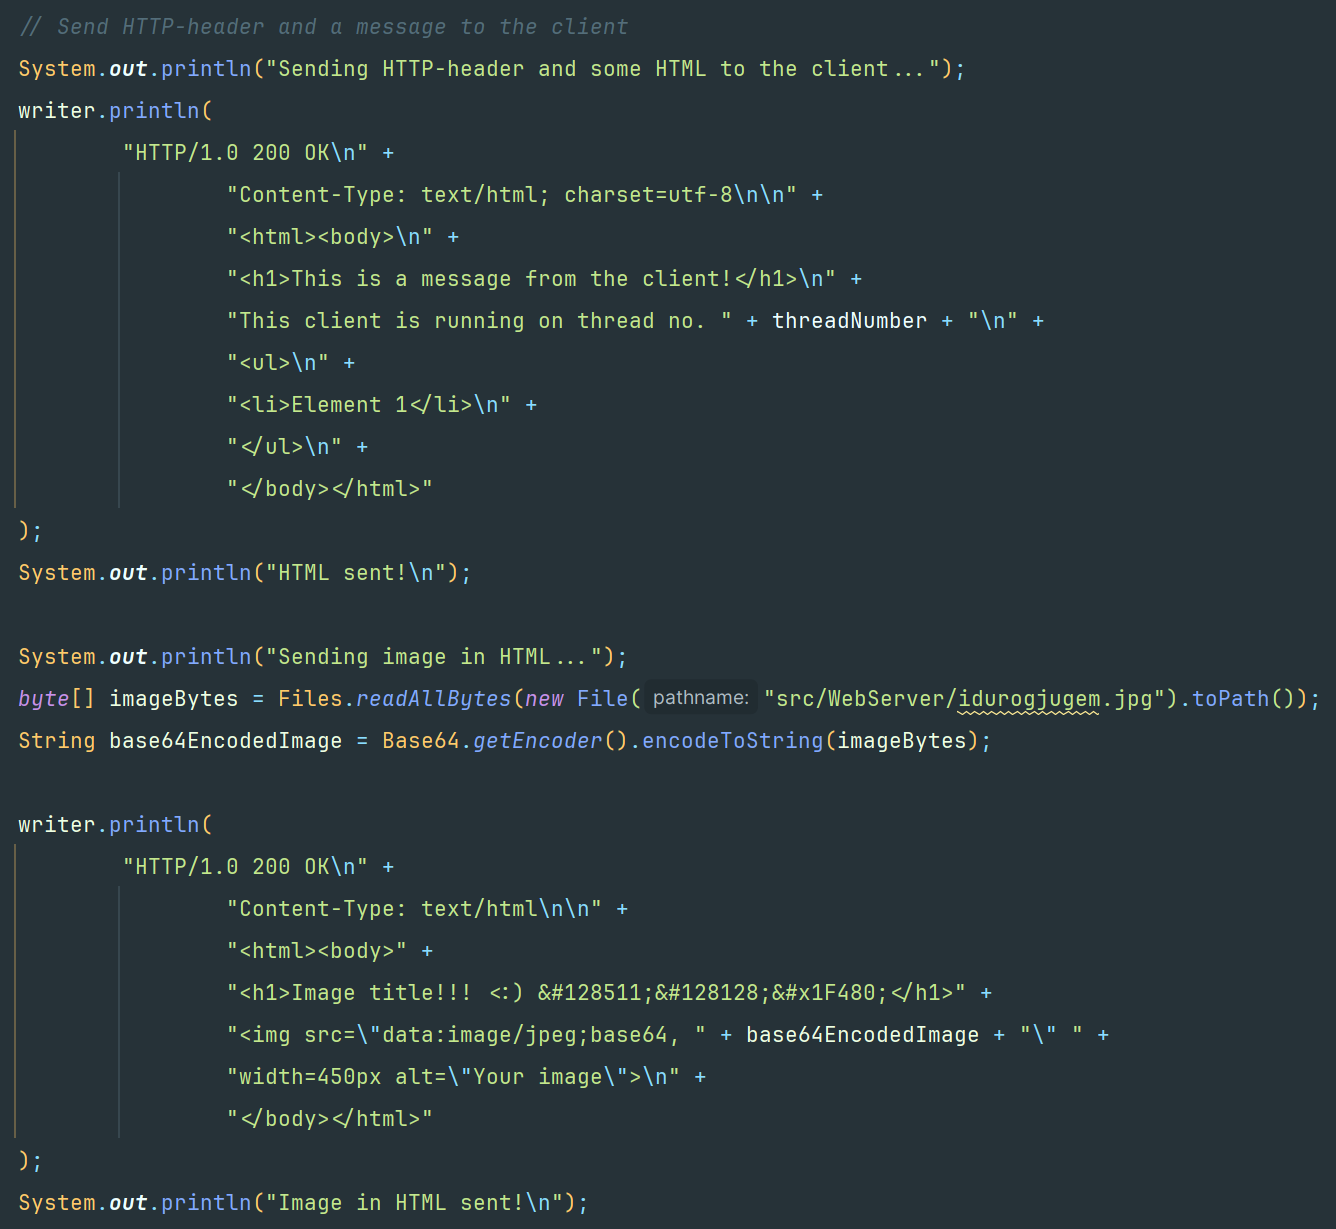 // Send HTTP-header and a message to the client
System.out.println("Sending HTTP-header and some HTML to the client...");
writer.println(
"HTTP/1.0 200 OK\n" +
"Content-Type: text/html; charset=utf-8\n\n" +
"<html><body>\n" +
"<h1>This is a message from the client!</h1>\n" +
"This client is running on thread no. " + threadNumber + "\n" +
"<ul>\n" +
"<li>Element 1</li>\n" +
"</ul>\n" +
"</body></html>"
);
System.out.println("HTML sent!\n");
System.out.println("Sending image in HTML...");
byte[] imageBytes = Files.readAllBytes(new File( pathname: "src/WebServer/idurogjugem.jpg").toPath());
String base64EncodedImage = Base64.getEncoder().encodeToString(imageBytes);
writer.println(
"HTTP/1.0 200 OK\n" +
"Content-Type: text/html\n\n" +
"<html><body>" +
"<h1>Image title!!! <:) &#128511;&#128128;&#x1F480;</h1>" +
"<img src=\"data:image/jpeg;base64, " + base64EncodedImage + "\" " +
"width=450px alt=\"Your image\">\n" +
"</body></html>"
);
System.out.println("Image in HTML sent!\n");